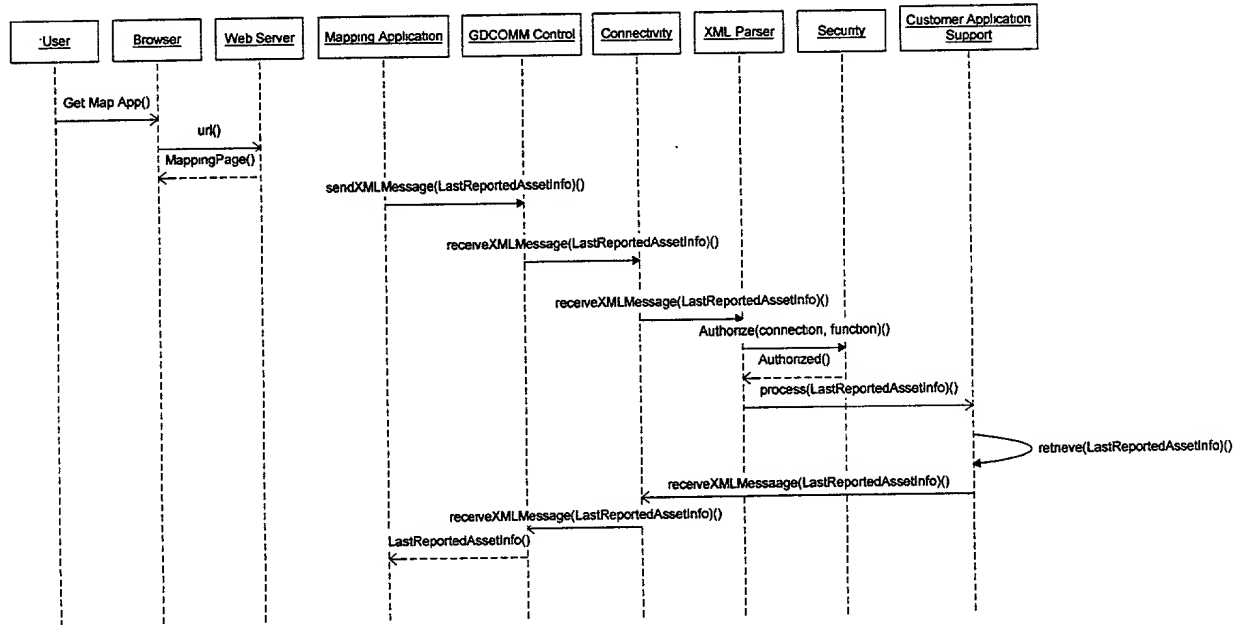 :User
Browser
Web Server
Mapping Application
GDCOMM Control
Connectivity
XML Parser
Security
Customer Application
Support
Get Map App()
url()
MappingPage()
sendXMLMessage(LastReportedAssetInfo)()
receiveXMLMessage(LastReportedAssetInfo)()
receiveXMLMessage(LastReportedAssetInfo)()
Authorize(connection, function)()
Authorized()
process(LastReportedAssetInfo)()
retrieve(LastReportedAssetInfo)()
receiveXMLMessaage(LastReportedAssetInfo)()
receiveXMLMessage(LastReportedAssetInfo)()
LastReportedAssetInfo()